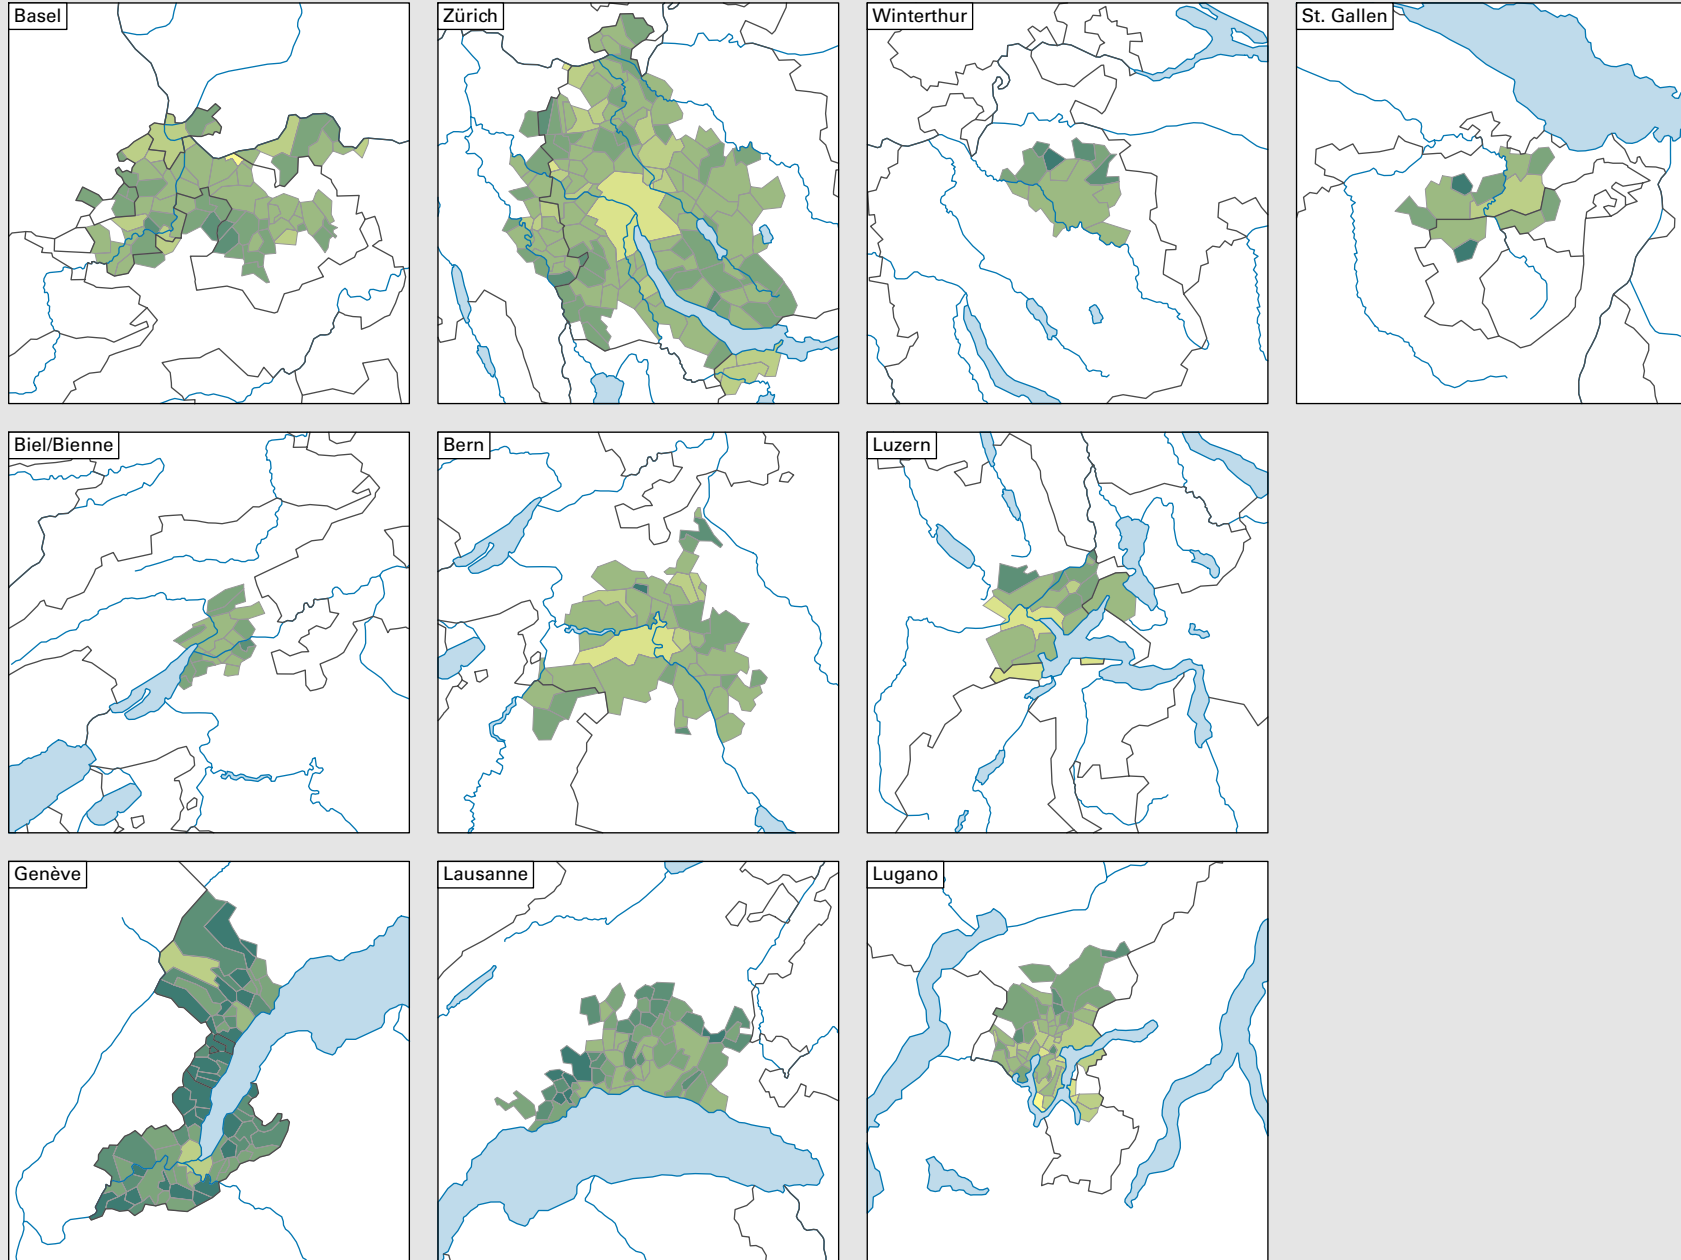 Basel
Zürich
Winterthur
St. Gallen
Biel/Bienne
Bern
Luzern
Genève
Lausanne
Lugano